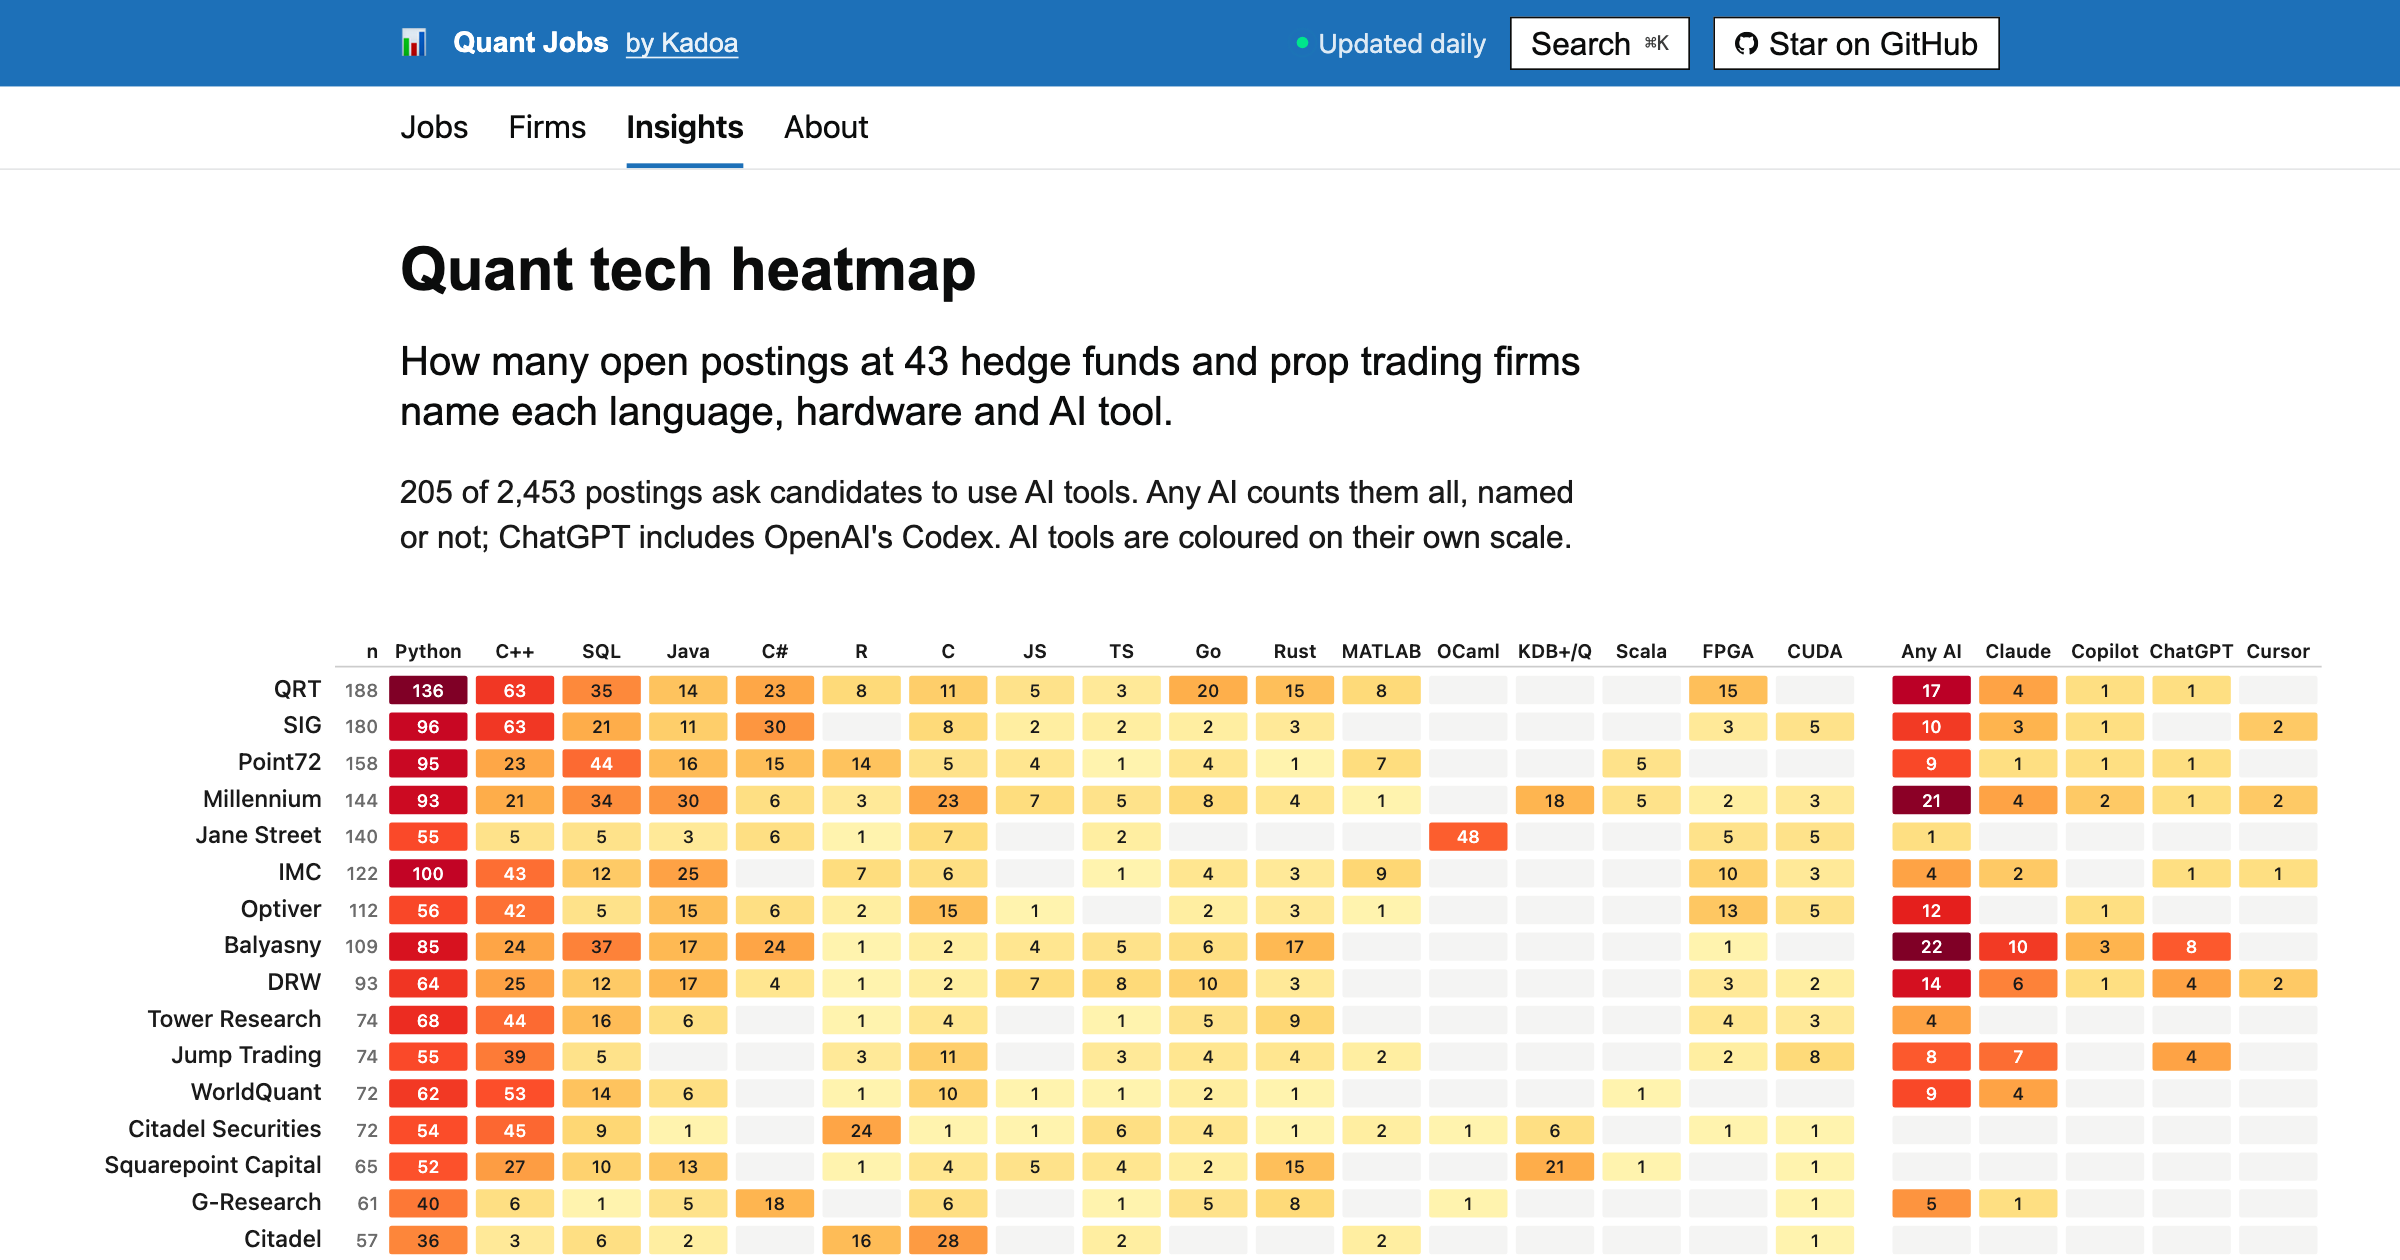 Quant Jobs by Kadoa
Updated daily
Search ⌘K
Star on GitHub
Jobs Firms Insights About
Quant tech heatmap
How many open postings at 43 hedge funds and prop trading firms
name each language, hardware and AI tool.
205 of 2,453 postings ask candidates to use AI tools. Any AI counts them all, named
or not; ChatGPT includes OpenAI's Codex. AI tools are coloured on their own scale.
n Python C++ SQL Java C# R C JS TS Go Rust MATLAB OCaml KDB+/Q Scala FPGA CUDA Any AI Claude Copilot ChatGPT Cursor
QRT 188 136 63 35 14 23 8 11 5 3 20 15 8 15 17 4 1 1
SIG 180 96 63 21 11 30 8 2 2 2 3 3 5 10 3 1 2
Point72 158 95 23 44 16 15 14 5 4 1 4 1 7 5 9 1 1 1
Millennium 144 93 21 34 30 6 3 23 7 5 8 4 1 18 5 2 3 21 4 2 1 2
Jane Street 140 55 5 5 3 6 1 7 2 48 5 5 1
IMC 122 100 43 12 25 7 6 1 4 3 9 10 3 4 2 1 1
Optiver 112 56 42 5 15 6 2 15 1 2 3 1 13 5 12 1
Balyasny 109 85 24 37 17 24 1 2 4 5 6 17 1 22 10 3 8
DRW 93 64 25 12 17 4 1 2 7 8 10 3 3 2 14 6 1 4 2
Tower Research 74 68 44 16 6 1 4 1 5 9 4 3 4
Jump Trading 74 55 39 5 3 11 3 4 4 2 2 8 8 7 4
WorldQuant 72 62 53 14 6 1 10 1 1 2 1 1 9 4
Citadel Securities 72 54 45 9 1 24 1 1 6 4 1 2 1 6 1 1
Squarepoint Capital 65 52 27 10 13 1 4 5 4 2 15 21 1 1
G-Research 61 40 6 1 5 18 6 1 5 8 1 1 5 1
Citadel 57 36 3 6 2 16 28 2 2 1